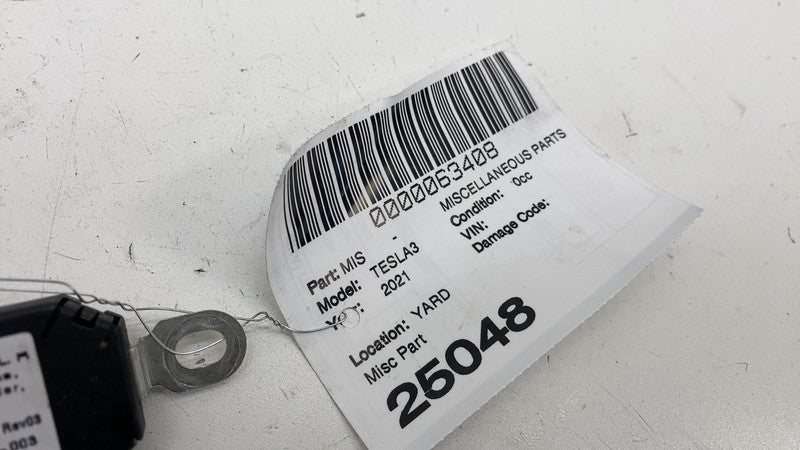 0000063408
Part: MIS - MISCELLANEOUS PARTS
Model: TESLA3 Condition: 0cc
2021 VIN:
Damage Code:
Location: YARD
Misc Part
25048
Rev03
-003